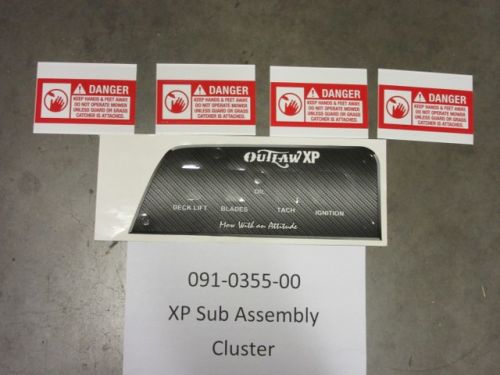 DANGER
KEEP HANDS & FEET AWAY.
DO NOT OPERATE MOWER
UNLESS GUARD OR GRASS
CATCHER IS ATTACHED.
DANGER
KEEP HANDS & FEET AWAY.
DO NOT OPERATE MOWER
UNLESS GUARD OR GRASS
CATCHER IS ATTACHED.
DANGER
KEEP HANDS & FEET AWAY.
DO NOT OPERATE MOWER
UNLESS GUARD OR GRASS
CATCHER IS ATTACHED.
DANGER
KEEP HANDS & FEET AWAY.
DO NOT OPERATE MOWER
UNLESS GUARD OR GRASS
CATCHER IS ATTACHED.
OUTLAW XP
OIL
DECK LIFT BLADES TACH IGNITION
Mow With an Attitude
091-0355-00
XP Sub Assembly
Cluster